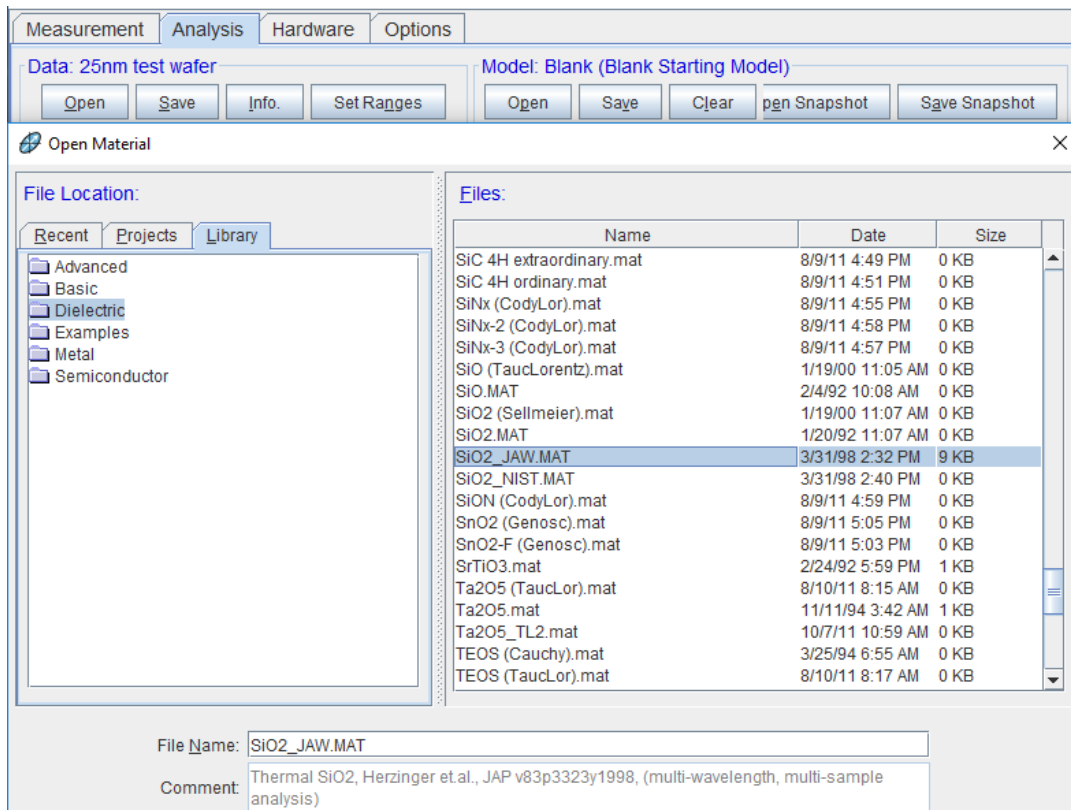 Measurement Analysis Hardware Options
Data: 25nm test wafer
Model: Blank (Blank Starting Model)
Open Save Info. Set Ranges
Open Save Clear pen Snapshot Save Snapshot
Open Material
File Location:
Files:
Recent Projects Library
Advanced
Basic
Dielectric
Examples
Metal
Semiconductor
Name Date Size
SiC 4H extraordinary.mat 8/9/11 4:49 PM 0 KB
SiC 4H ordinary.mat 8/9/11 4:51 PM 0 KB
SiNx (CodyLor).mat 8/9/11 4:55 PM 0 KB
SiNx-2 (CodyLor).mat 8/9/11 4:58 PM 0 KB
SiNx-3 (CodyLor).mat 8/9/11 4:57 PM 0 KB
SiO (TaucLorentz).mat 1/19/00 11:05 AM 0 KB
SiO.MAT 2/4/92 10:08 AM 0 KB
SiO2 (Sellmeier).mat 1/19/00 11:07 AM 0 KB
SiO2.MAT 1/20/92 11:07 AM 0 KB
SiO2_JAW.MAT 3/31/98 2:32 PM 9 KB
SiO2_NIST.MAT 3/31/98 2:40 PM 0 KB
SiON (CodyLor).mat 8/9/11 4:59 PM 0 KB
SnO2 (Genosc).mat 8/9/11 5:05 PM 0 KB
SnO2-F (Genosc).mat 8/9/11 5:03 PM 0 KB
SrTiO3.mat 2/24/92 5:59 PM 1 KB
Ta2O5 (TaucLor).mat 8/10/11 8:15 AM 0 KB
Ta2O5.mat 11/11/94 3:42 AM 1 KB
Ta2O5_TL2.mat 10/7/11 10:59 AM 0 KB
TEOS (Cauchy).mat 3/25/94 6:55 AM 0 KB
TEOS (TaucLor).mat 8/10/11 8:17 AM 0 KB
File Name: SiO2_JAW.MAT
Comment: Thermal SiO2, Herzinger et.al., JAP v83p3323y1998, (multi-wavelength, multi-sample
analysis)